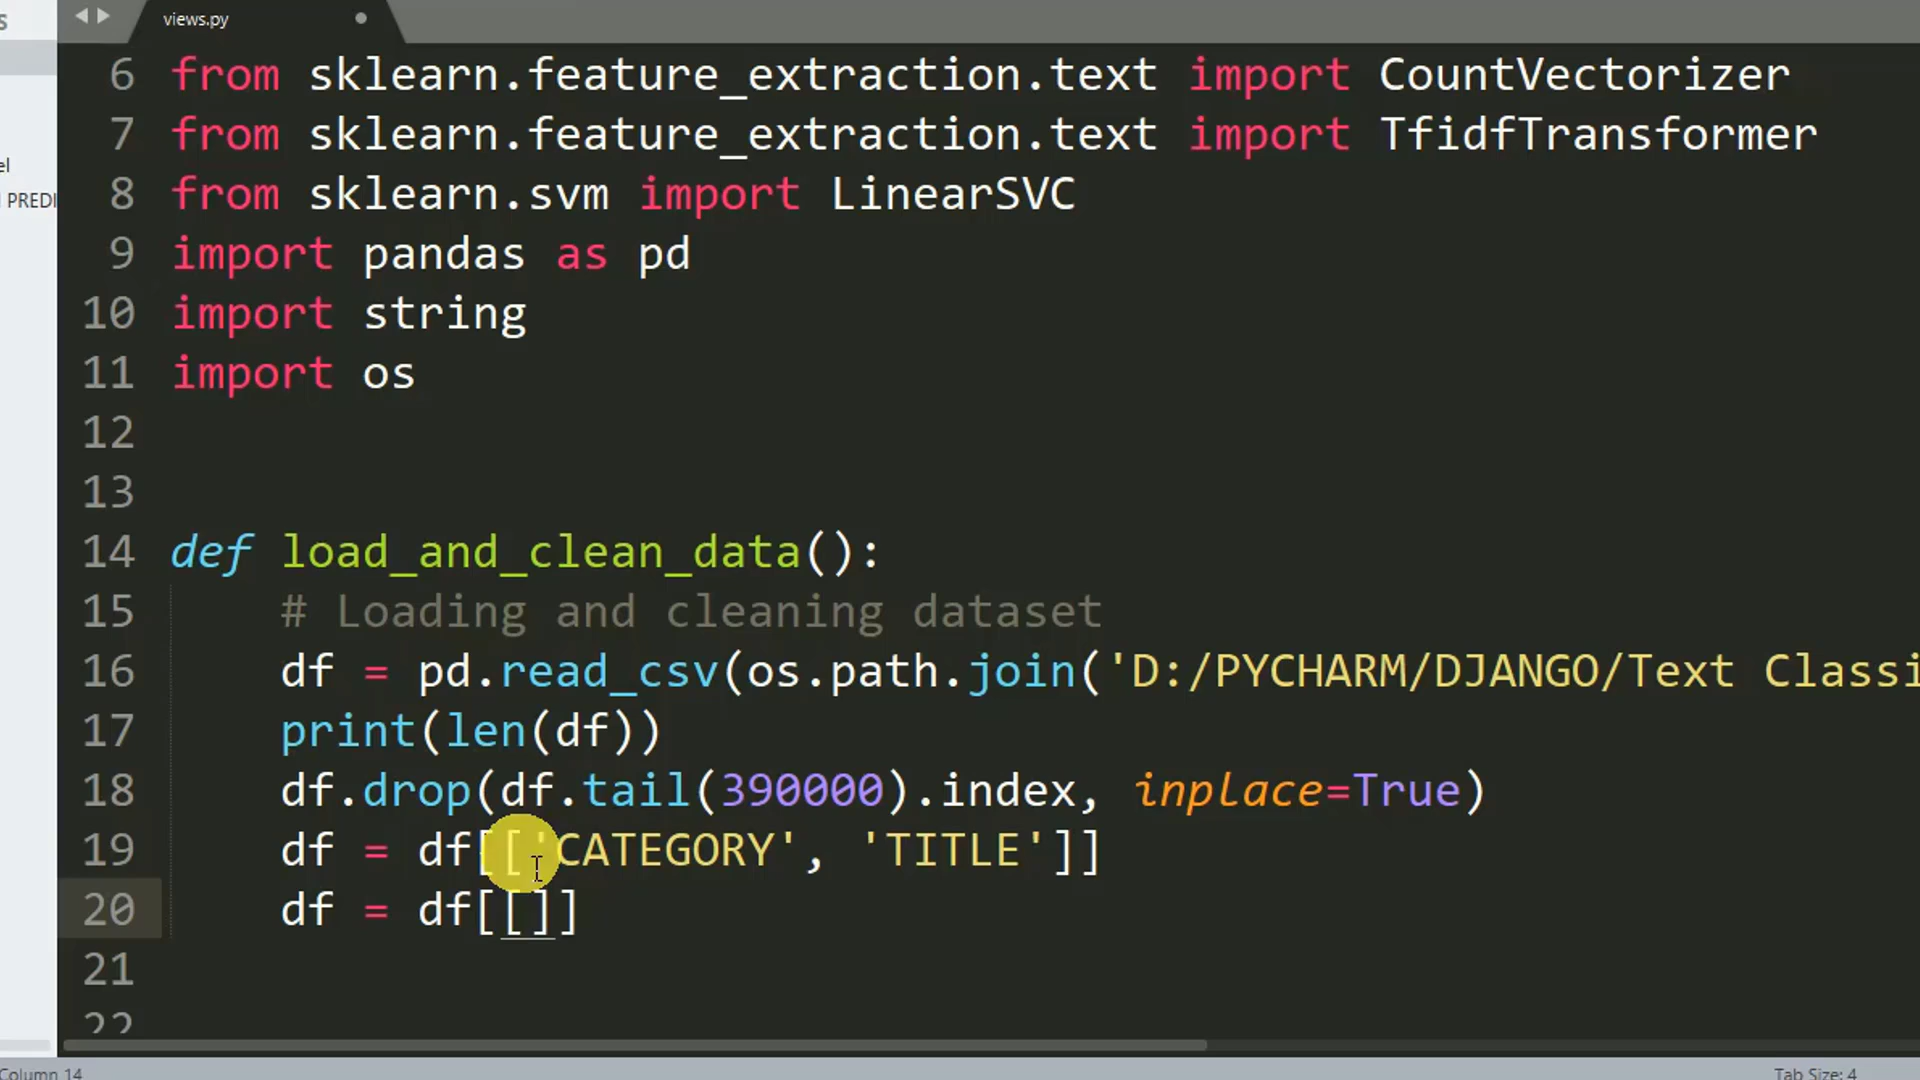 S
views.py
6 from sklearn.feature_extraction.text import CountVectorizer
7 from sklearn.feature_extraction.text import TfidfTransformer
el
8 from sklearn.svm import LinearSVC
PREDI
9 import pandas as pd
10 import string
11 import os
12
13
14 def load_and_clean_data():
15 # Loading and cleaning dataset
16 df = pd.read_csv(os.path.join('D:/PYCHARM/DJANGO/Text Classi
17 print(len(df))
18 df.drop(df.tail(390000).index, inplace=True)
19 df = df[['CATEGORY', 'TITLE']]
20 df = df[[]]
21
22
Column 14
Tab Size: 4